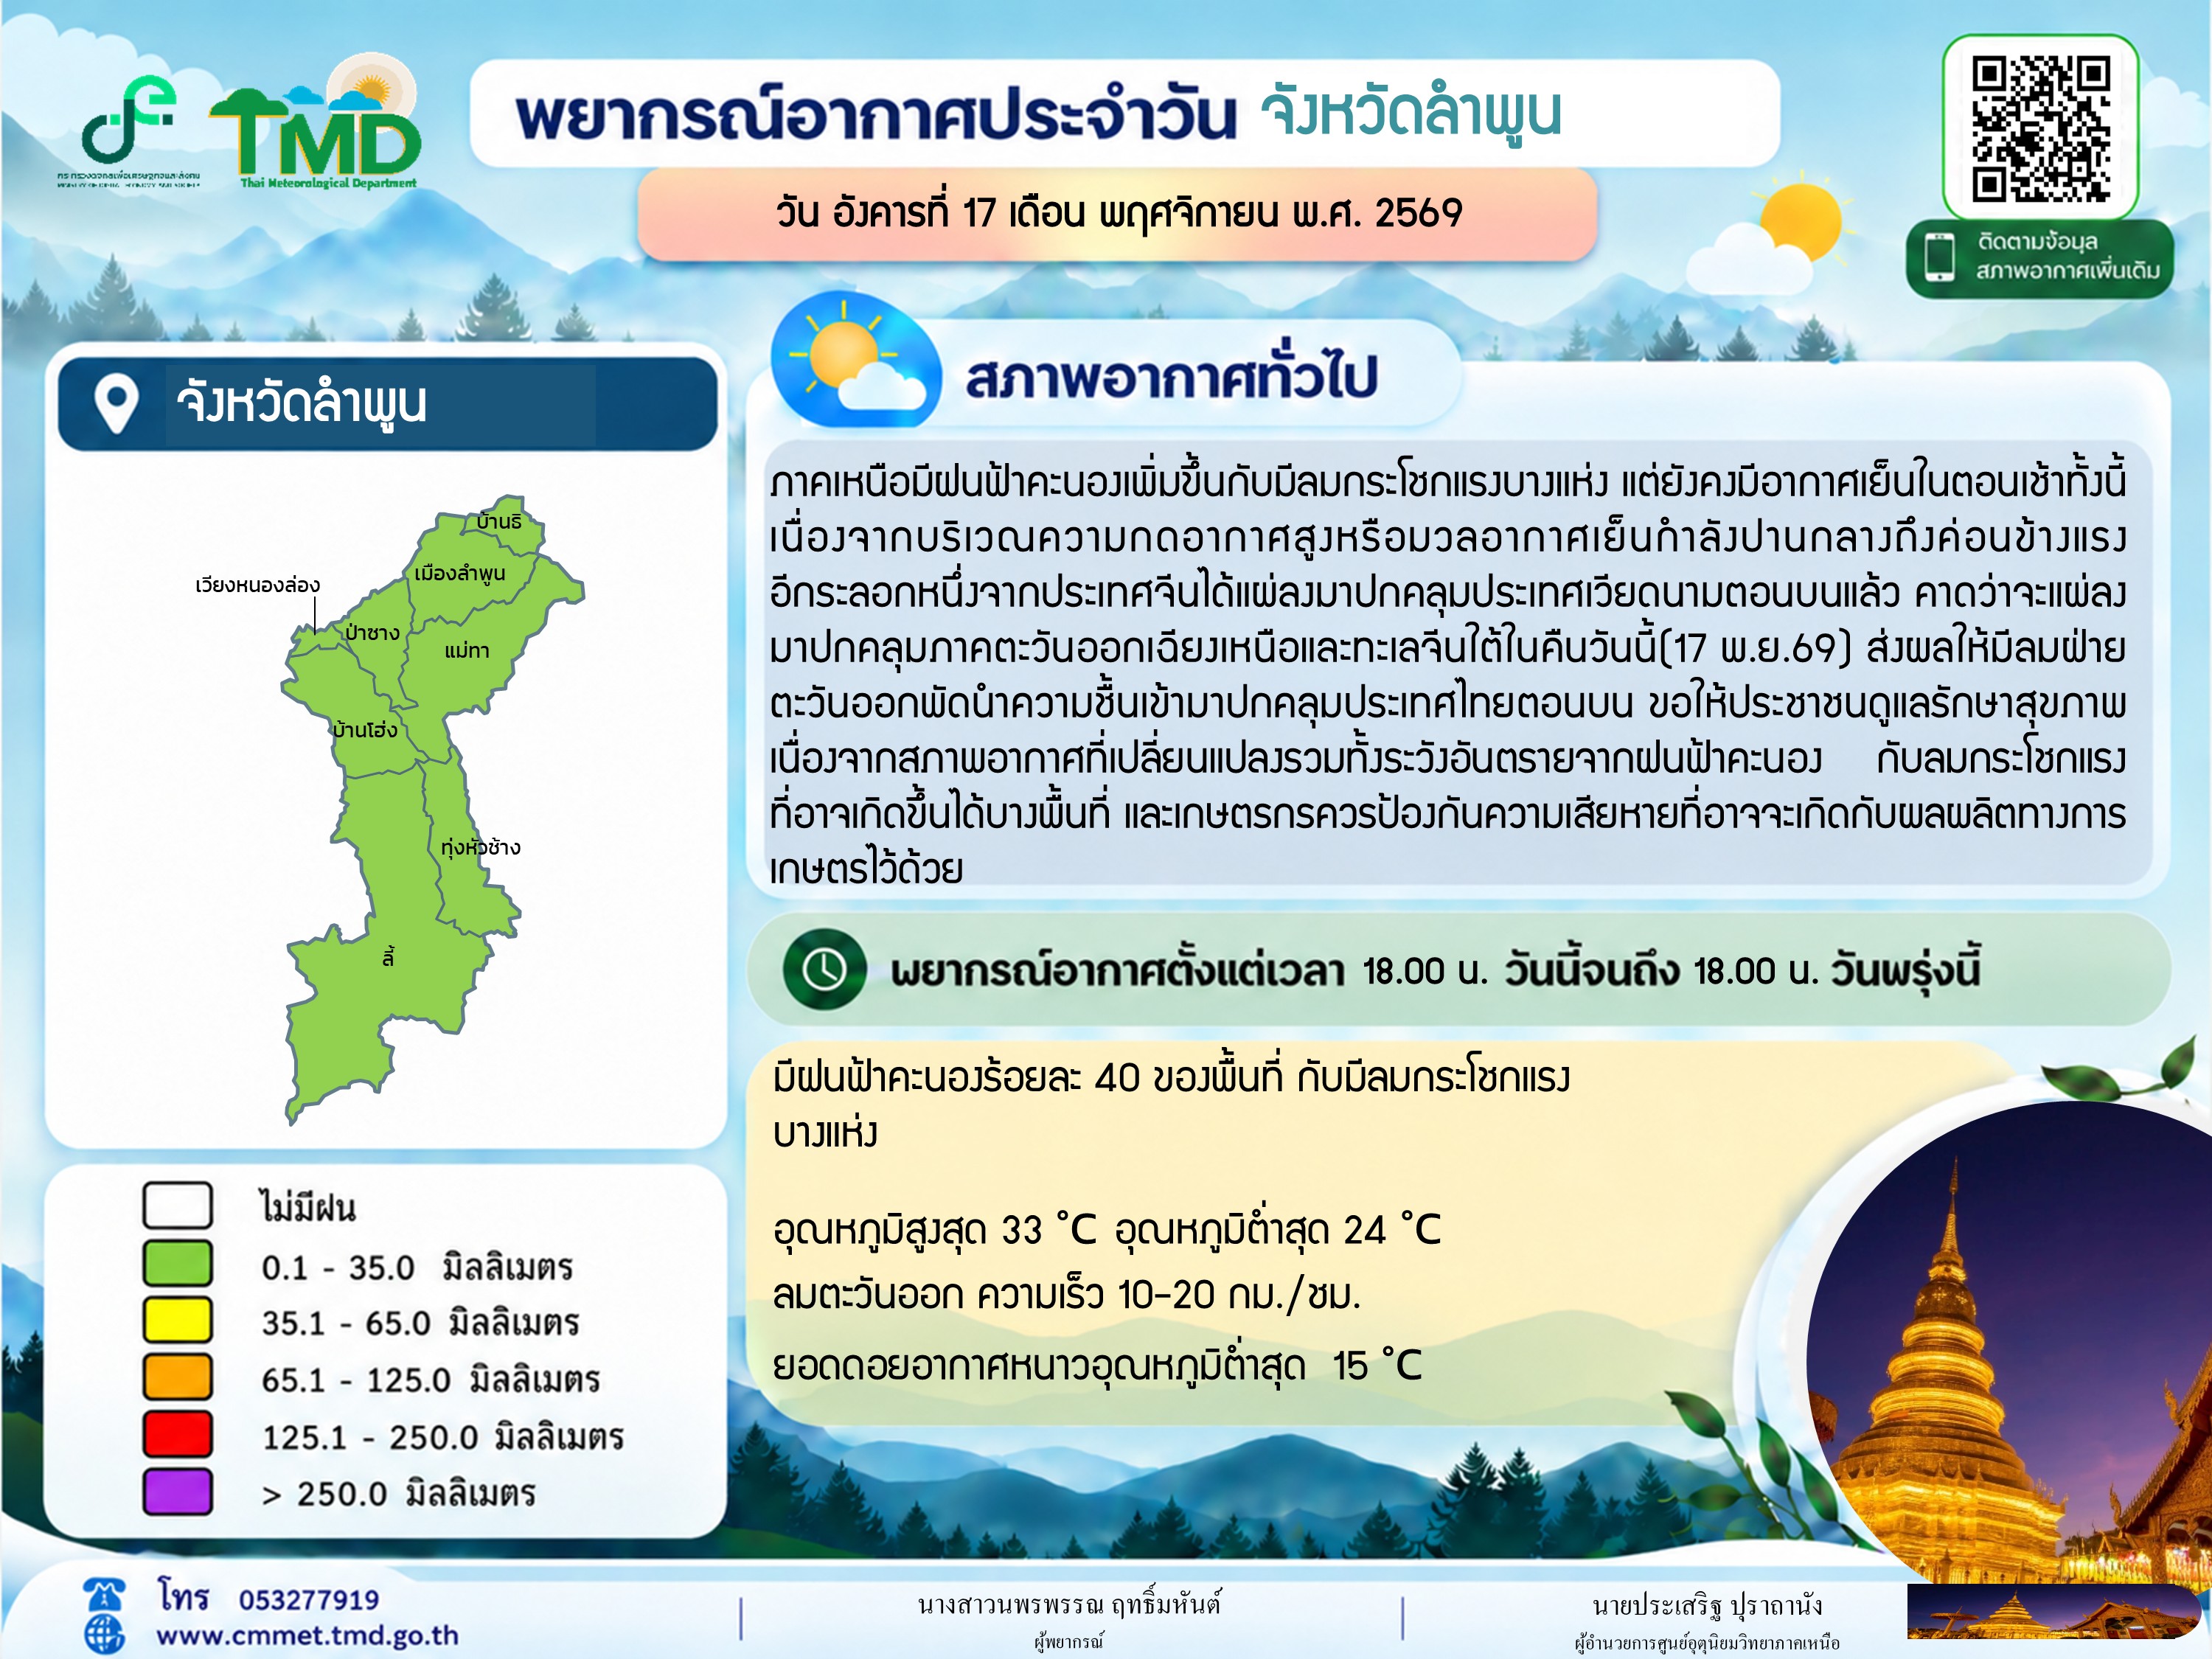 TMD
Thai Meteorological Department
พยากรณ์อากาศประจำวัน จังหวัดลำพูน
วัน อังคารที่ 17 เดือน พฤศจิกายน พ.ศ. 2569
ติดตามข้อมูล
สภาพอากาศเพิ่มเติม
จังหวัดลำพูน
บ้านธิ
เมืองลำพูน
เวียงหนองล่อง
ป่าซาง
แม่ทา
บ้านโฮ่ง
ทุ่งหัวช้าง
ลี้
ไม่มีฝน
0.1 - 35.0 มิลลิเมตร
35.1 - 65.0 มิลลิเมตร
65.1 - 125.0 มิลลิเมตร
125.1 - 250.0 มิลลิเมตร
> 250.0 มิลลิเมตร
สภาพอากาศทั่วไป
ภาคเหนือมีฝนฟ้าคะนองเพิ่มขึ้นกับมีลมกระโชกแรงบางแห่ง แต่ยังคงมีอากาศเย็นในตอนเช้าทั้งนี้
เนื่องจากบริเวณความกดอากาศสูงหรือมวลอากาศเย็นกำลังปานกลางถึงค่อนข้างแรง
อีกระลอกหนึ่งจากประเทศจีนได้แผ่ลงมาปกคลุมประเทศเวียดนามตอนบนแล้ว คาดว่าจะแผ่ลง
มาปกคลุมภาคตะวันออกเฉียงเหนือและทะเลจีนใต้ในคืนวันนี้(17 พ.ย.69) ส่งผลให้มีลมฝ่าย
ตะวันออกพัดนำความชื้นเข้ามาปกคลุมประเทศไทยตอนบน ขอให้ประชาชนดูแลรักษาสุขภาพ
เนื่องจากสภาพอากาศที่เปลี่ยนแปลงรวมทั้งระวังอันตรายจากฝนฟ้าคะนอง กับลมกระโชกแรง
ที่อาจเกิดขึ้นได้บางพื้นที่ และเกษตรกรควรป้องกันความเสียหายที่อาจจะเกิดกับผลผลิตทางการ
เกษตรไว้ด้วย
พยากรณ์อากาศตั้งแต่เวลา 18.00 น. วันนี้จนถึง 18.00 น. วันพรุ่งนี้
มีฝนฟ้าคะนองร้อยละ 40 ของพื้นที่ กับมีลมกระโชกแรง
บางแห่ง
อุณหภูมิสูงสุด 33 °C อุณหภูมิต่ำสุด 24 °C
ลมตะวันออก ความเร็ว 10-20 กม./ชม.
ยอดดอยอากาศหนาวอุณหภูมิต่ำสุด 15 °C
โทร 053277919
www.cmmet.tmd.go.th
นางสาวนพรพรรณ ฤทธิ์มหันต์
ผู้พยากรณ์
นายประเสริฐ ปุราถานัง
ผู้อำนวยการศูนย์อุตุนิยมวิทยาภาคเหนือ